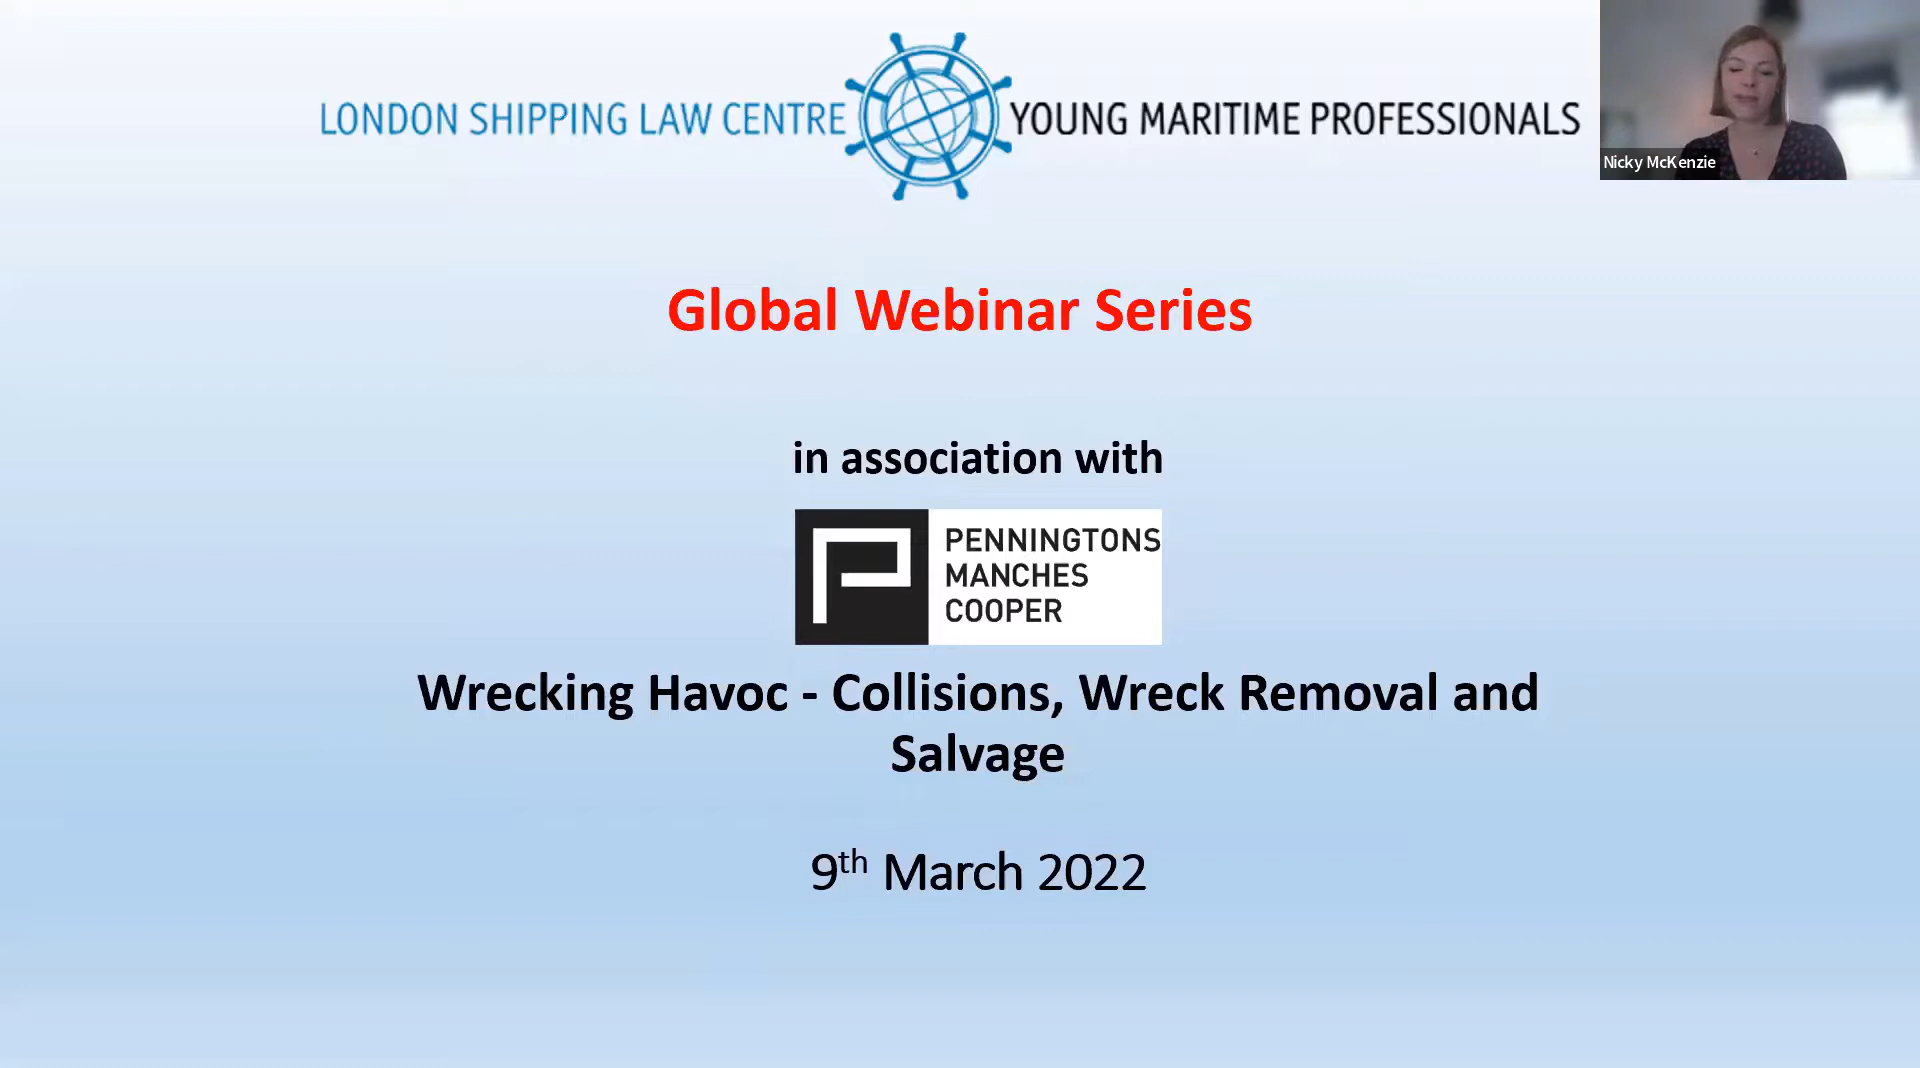 LONDON SHIPPING LAW CENTRE YOUNG MARITIME PROFESSIONALS
Nicky McKenzie
Global Webinar Series
in association with
PENNINGTONS
MANCHES
COOPER
Wrecking Havoc - Collisions, Wreck Removal and
Salvage
9th March 2022